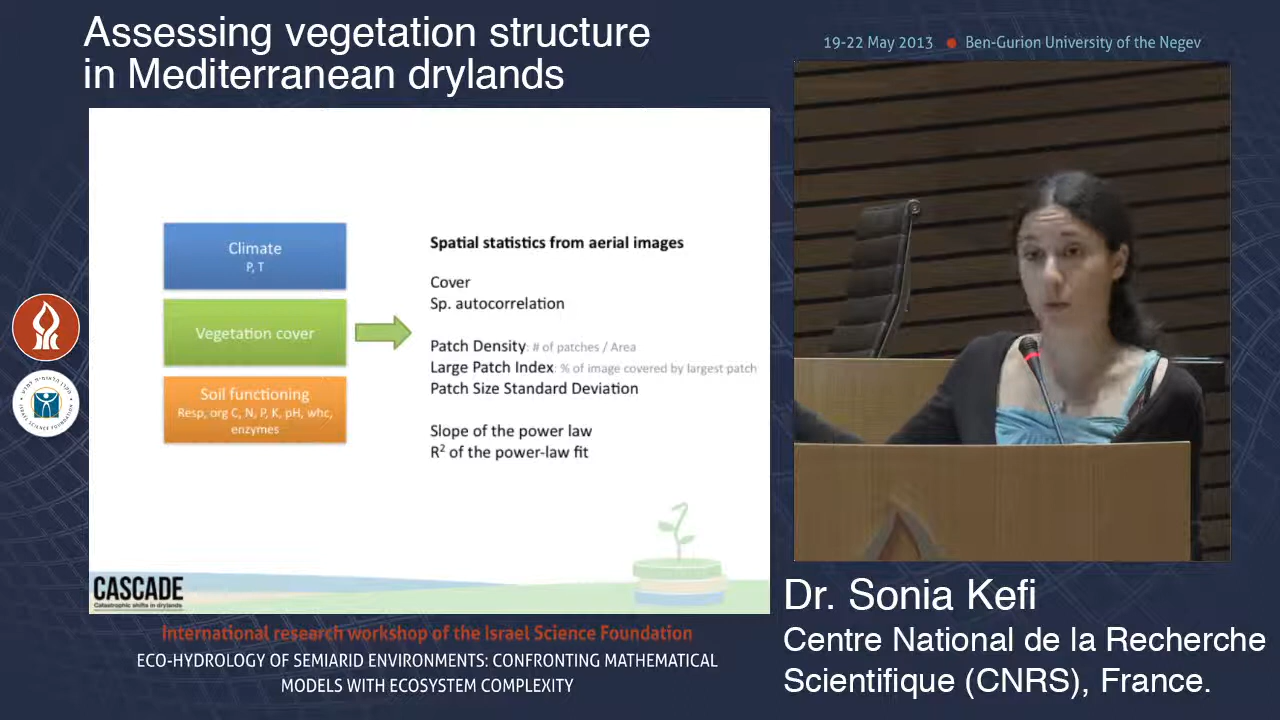 Assessing vegetation structure
in Mediterranean drylands
19-22 May 2013 ● Ben-Gurion University of the Negev
Climate
P, T
Vegetation cover
Soil functioning
Resp, org C, N, P, K, pH, whc,
enzymes
Spatial statistics from aerial images
Cover
Sp. autocorrelation
Patch Density: # of patches / Area
Large Patch Index: % of image covered by largest patch
Patch Size Standard Deviation
Slope of the power law
R² of the power-law fit
CASCADE
Catastrophic shifts in drylands
International research workshop of the Israel Science Foundation
ECO-HYDROLOGY OF SEMIARID ENVIRONMENTS: CONFRONTING MATHEMATICAL
MODELS WITH ECOSYSTEM COMPLEXITY
Dr. Sonia Kefi
Centre National de la Recherche
Scientifique (CNRS), France.